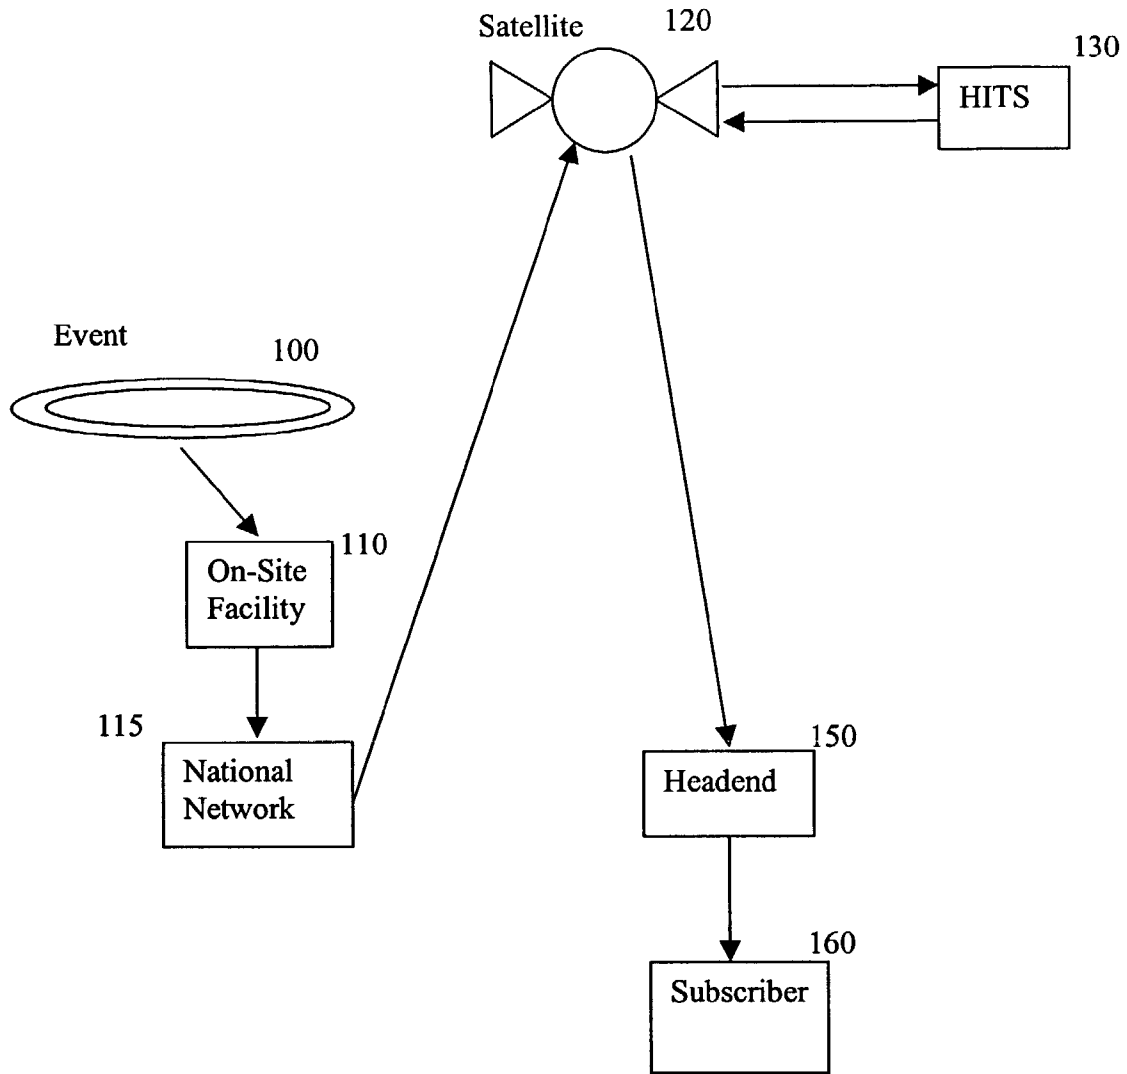 Satellite
120
130
HITS
Event
100
110
On-Site
Facility
115
National
Network
150
Headend
160
Subscriber